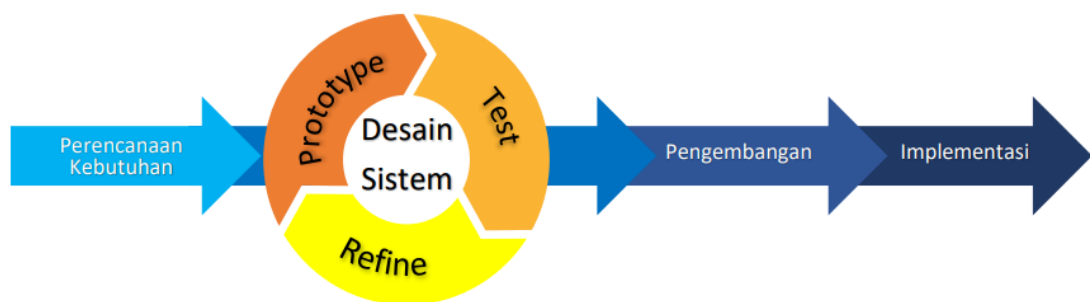 Perencanaan
Kebutuhan
Prototype
Test
Refine
Desain
Sistem
Pengembangan
Implementasi